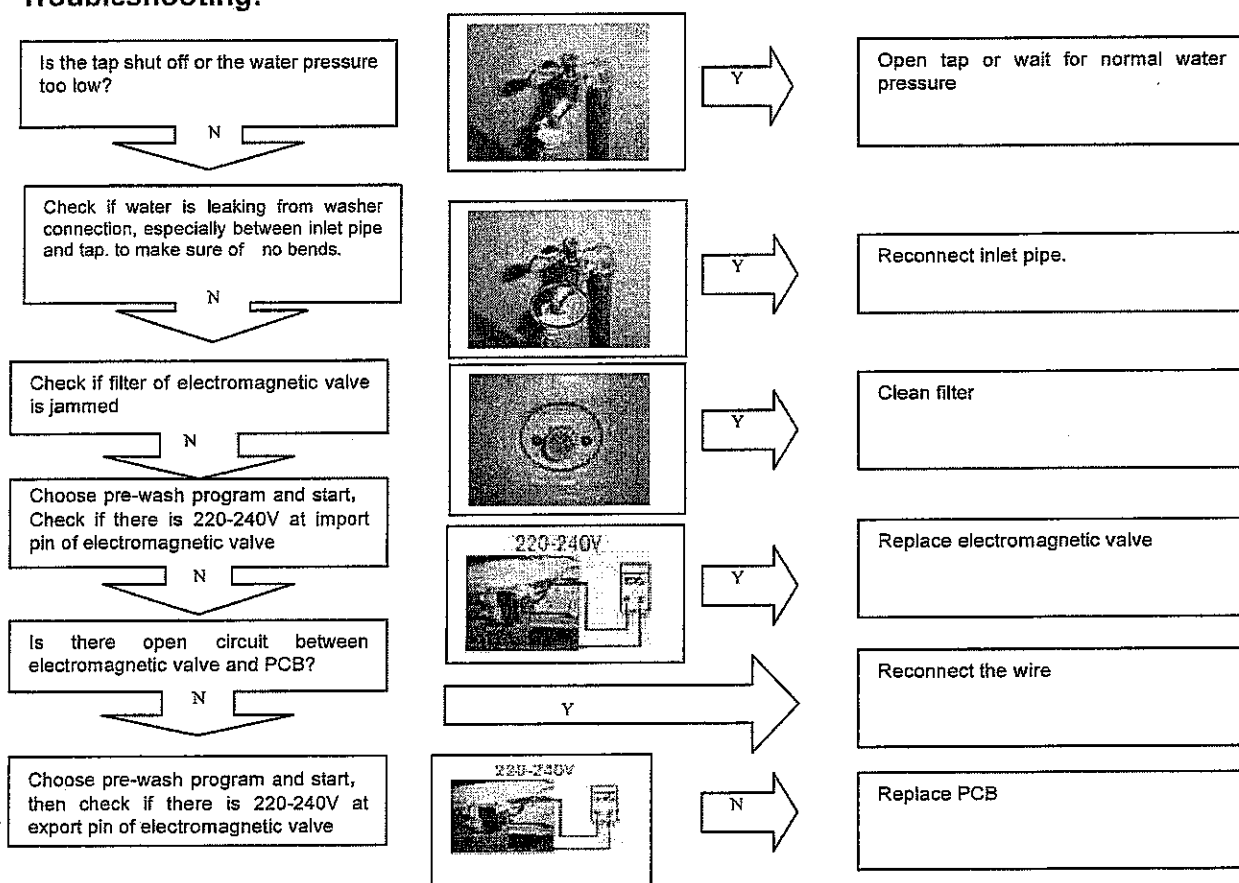 Troubleshooting:
Is the tap shut off or the water pressure
too low?
Y
Open tap or wait for normal water
pressure
N
Check if water is leaking from washer
connection, especially between inlet pipe
and tap. to make sure of no bends.
Y
Reconnect inlet pipe.
N
Check if filter of electromagnetic valve
is jammed
Y
Clean filter
N
Choose pre-wash program and start,
Check if there is 220-240V at import
pin of electromagnetic valve
220-240V
Y
Replace electromagnetic valve
N
Is there open circuit between
electromagnetic valve and PCB?
Y
Reconnect the wire
N
Choose pre-wash program and start,
then check if there is 220-240V at
export pin of electromagnetic valve
220-240V
N
Replace PCB